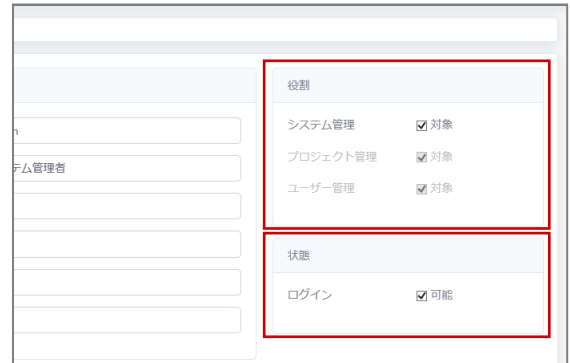 役割
システム管理 対象
プロジェクト管理 対象
ユーザー管理 対象
テム管理者
状態
ログイン 可能